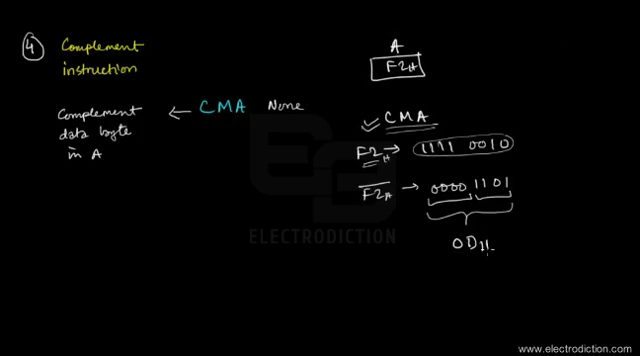 4 Complement
instruction
Complement ← CMA None
data byte
in A
A
F2H
✓ CMA
F2H → 1111 0010
F2H → 0000 1101
0DH
ELECTRODICTION
www.electrodiction.com